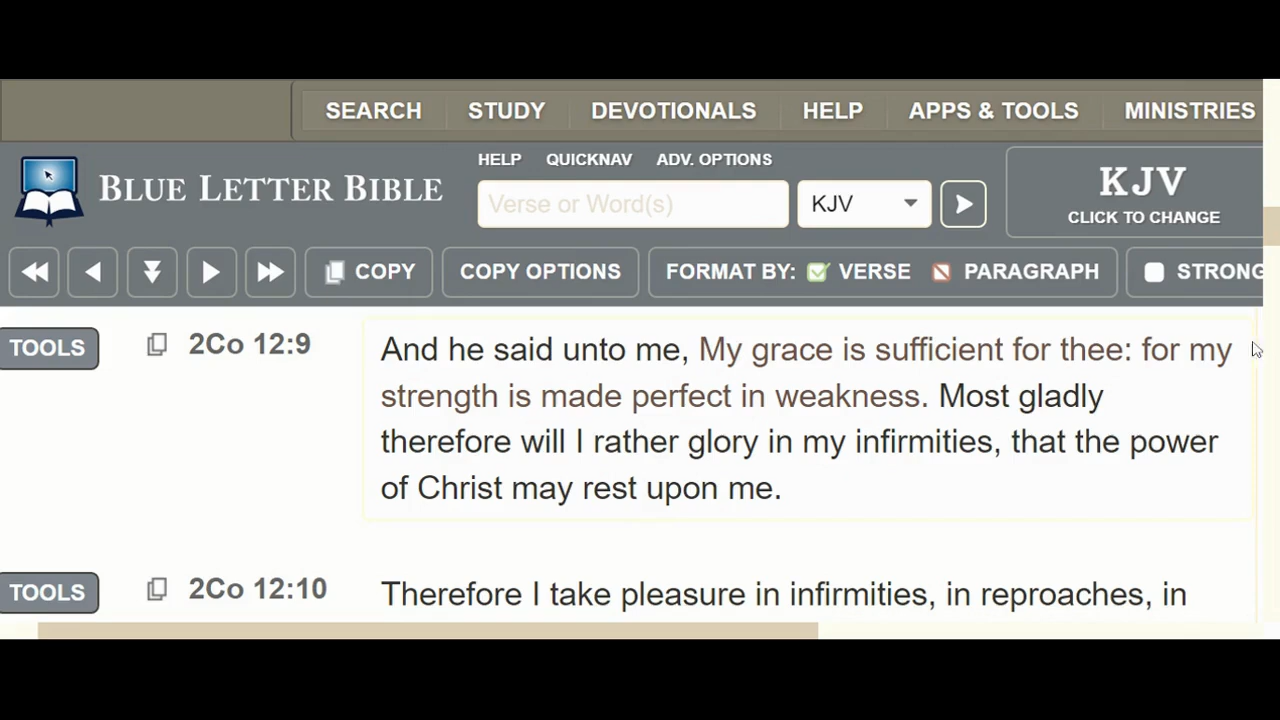 SEARCH STUDY DEVOTIONALS HELP APPS & TOOLS MINISTRIES
HELP QUICKNAV ADV. OPTIONS
BLUE LETTER BIBLE
Verse or Word(s) KJV
KJV
CLICK TO CHANGE
COPY COPY OPTIONS FORMAT BY: VERSE PARAGRAPH STRONG
TOOLS 2Co 12:9 And he said unto me, My grace is sufficient for thee: for my
strength is made perfect in weakness. Most gladly
therefore will I rather glory in my infirmities, that the power
of Christ may rest upon me.
TOOLS 2Co 12:10 Therefore I take pleasure in infirmities, in reproaches, in